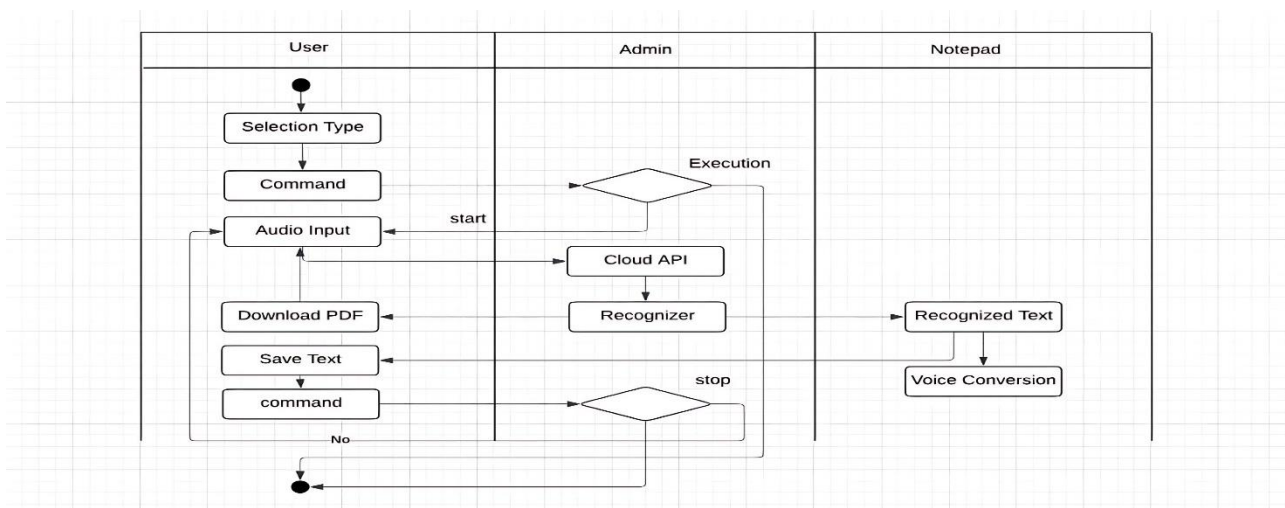 User
Admin
Notepad
Selection Type
Execution
Command
start
Audio Input
Cloud API
Download PDF
Recognizer
Recognized Text
Save Text
stop
Voice Conversion
command
No